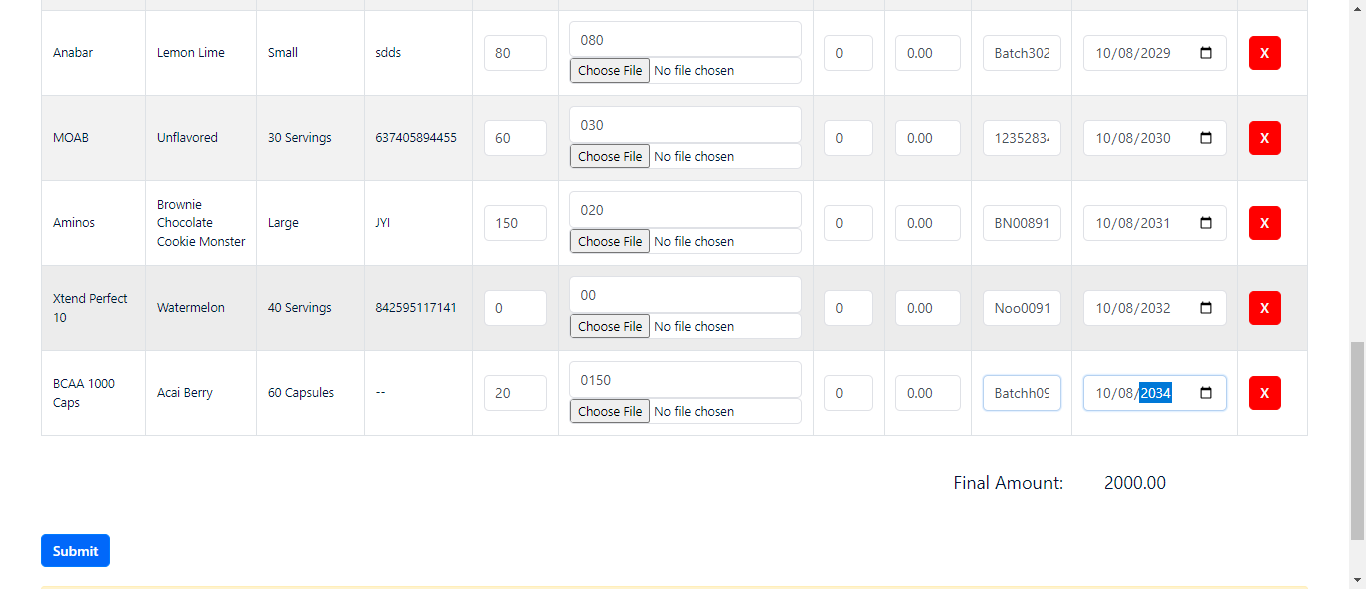 Anabar Lemon Lime Small sdds 80 080 0 0.00 Batch302 10/08/2029 X
Choose File No file chosen
MOAB Unflavored 30 Servings 637405894455 60 030 0 0.00 12352834 10/08/2030 X
Choose File No file chosen
Aminos Brownie Chocolate Cookie Monster Large JYI 150 020 0 0.00 BN00891 10/08/2031 X
Choose File No file chosen
Xtend Perfect 10 Watermelon 40 Servings 842595117141 0 00 0 0.00 Noo0091 10/08/2032 X
Choose File No file chosen
BCAA 1000 Caps Acai Berry 60 Capsules -- 20 0150 0 0.00 Batchh09 10/08/2034 X
Choose File No file chosen
Final Amount: 2000.00
Submit